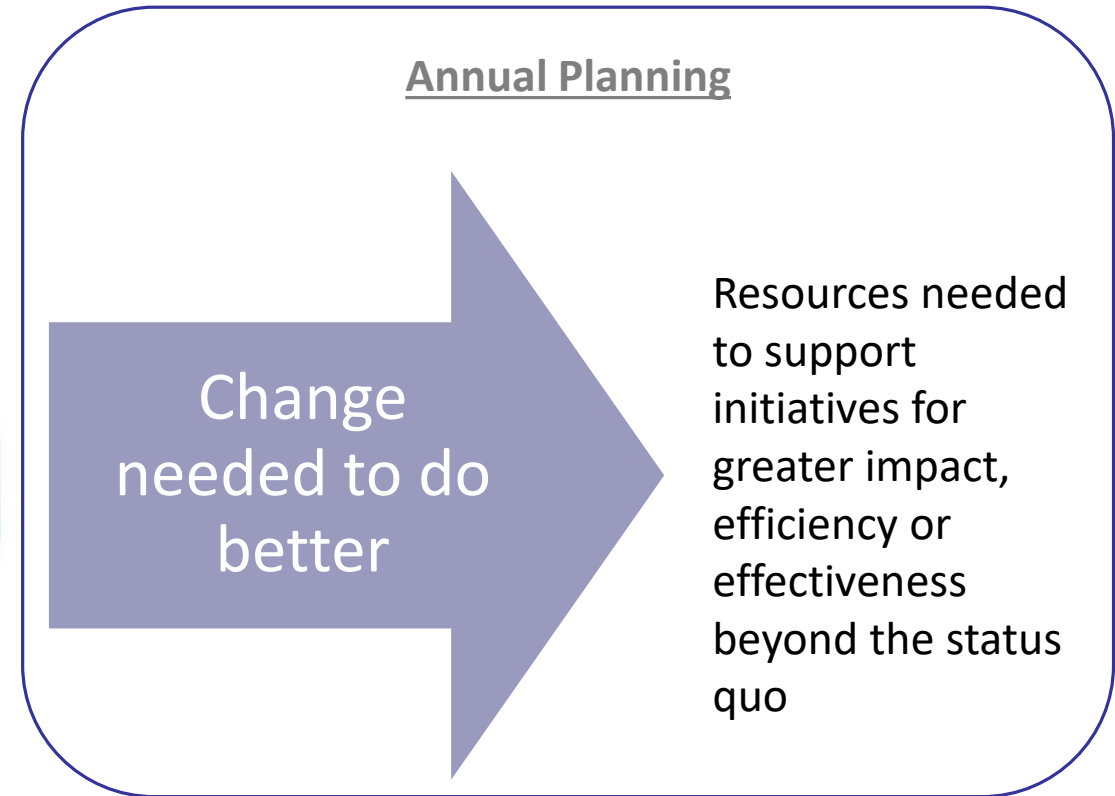 Annual Planning
Change
needed to do
better
Resources needed
to support
initiatives for
greater impact,
efficiency or
effectiveness
beyond the status
quo